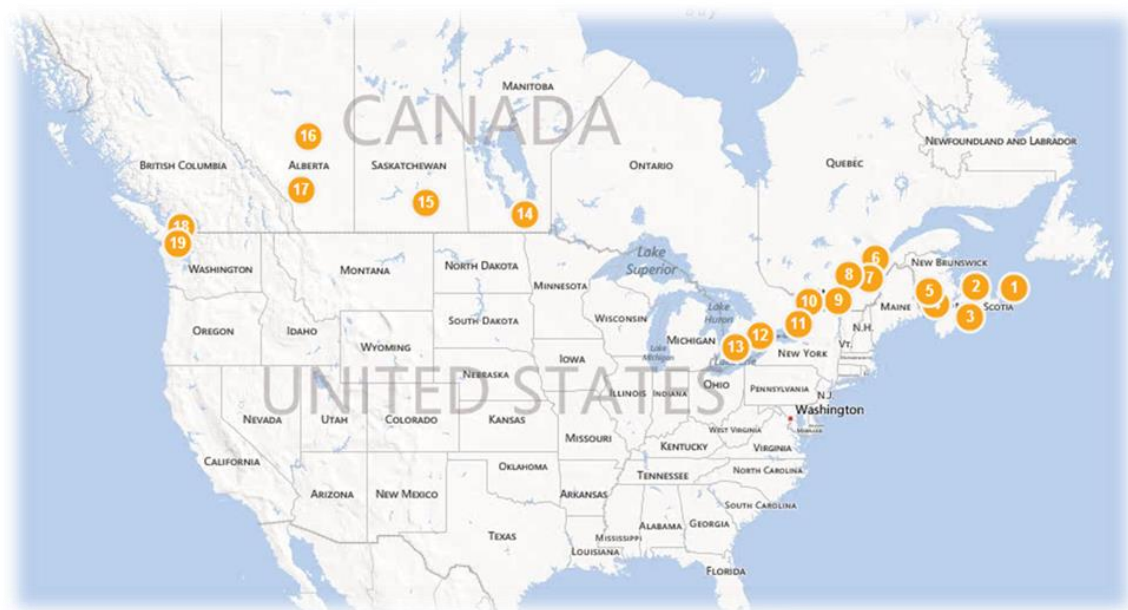 Bay
MANITOBA
CANADA
16
NEWFOUNDLAND AND LABRADOR
BRITISH COLUMBIA
ALBERTA
SASKATCHEWAN
ONTARIO
QUEBEC
17
15
14
18
19
Lake
Superior
6
NEW BRUNSWICK
WASHINGTON
MONTANA
NORTH DAKOTA
8
7
MINNESOTA
5
2
1
10
9
MAINE
4
SCOTIA
OREGON
IDAHO
SOUTH DAKOTA
WISCONSIN
Lake
Huron
11
3
WYOMING
MICHIGAN
12
13
N.H.
VT.
Lake
Michigan
NEW YORK
IOWA
NEBRASKA
OHIO
PENNSYLVANIA
UNITED STATES
ILLINOIS
INDIANA
N.J.
NEVADA
UTAH
COLORADO
KANSAS
Washington
MISSOURI
WEST VIRGINIA
KENTUCKY
VIRGINIA
CALIFORNIA
OKLAHOMA
TENNESSEE
NORTH CAROLINA
ARIZONA
NEW MEXICO
ARKANSAS
SOUTH CAROLINA
TEXAS
MISSISSIPPI
ALABAMA
GEORGIA
LOUISIANA
FLORIDA